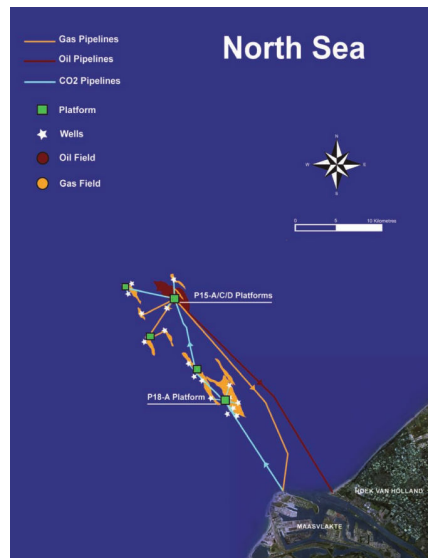 Gas Pipelines
Oil Pipelines
CO2 Pipelines
Platform
Wells
Oil Field
Gas Field
North Sea
N
W
E
S
0 5 10 Kilometres
P15-A/C/D Platforms
P18-A Platform
HOEK VAN HOLLAND
MAASVLAKTE